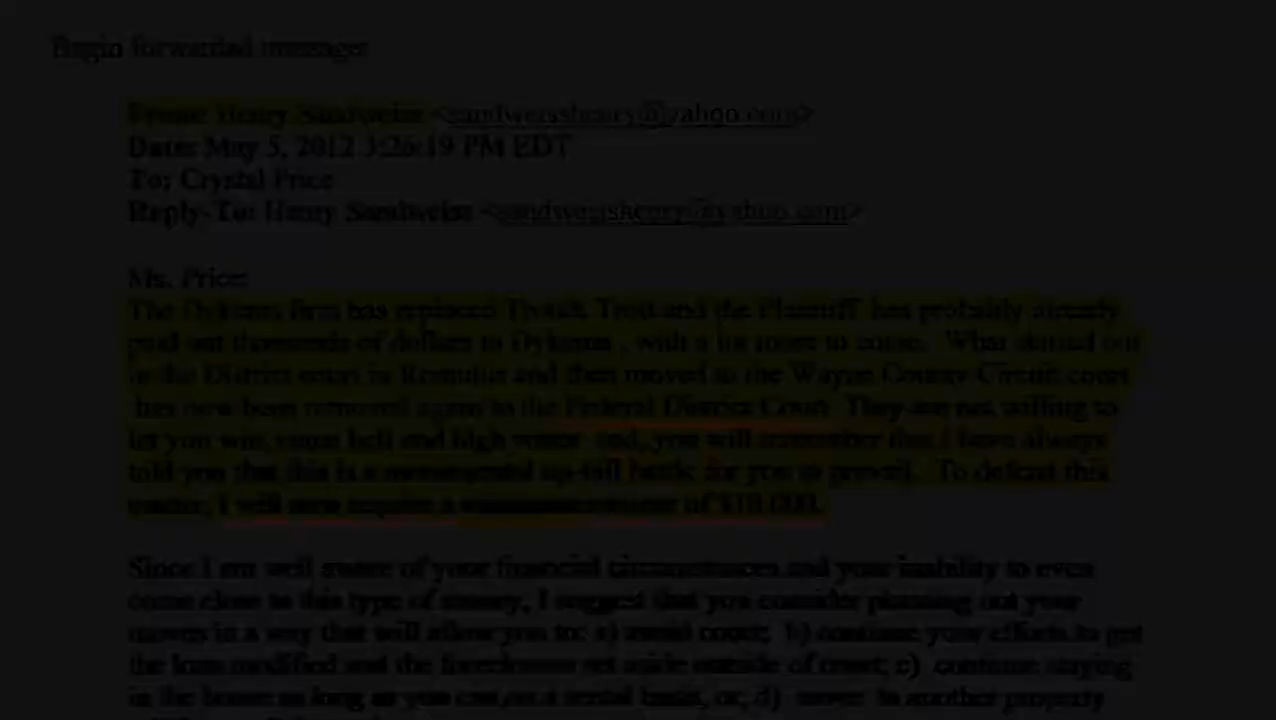 Begin forwarded message:
From: Henry Sandweiss <sandweisshenry@yahoo.com>
Date: May 5, 2012 3:26:19 PM EDT
To: Crystal Price
Reply-To: Henry Sandweiss <sandweisshenry@yahoo.com>
Ms. Price:
The Dykema firm has replaced Trott& Trott and the Plaintiff has probably already
paid out thousands of dollars to Dykema , with a lot more to come. What started out
in the District court in Romulus and then moved to the Wayne County Circuit court
has now been removed again to the Federal District Court. They are not willing to
let you win, come hell and high water and, you will remember that I have always
told you that this is a monumental up-hill battle for you to prevail. To defend this
matter, I will now require a minimum retainer of $10,000.
Since I am well aware of your financial circumstances and your inability to even
come close to this type of money, I suggest that you consider planning out your
moves in a way that will allow you to: a) avoid court; b) continue your efforts to get
the loan modified and the foreclosure set aside outside of court; c) continue staying
in the home as long as you can on a rental basis, or, d) move to another property